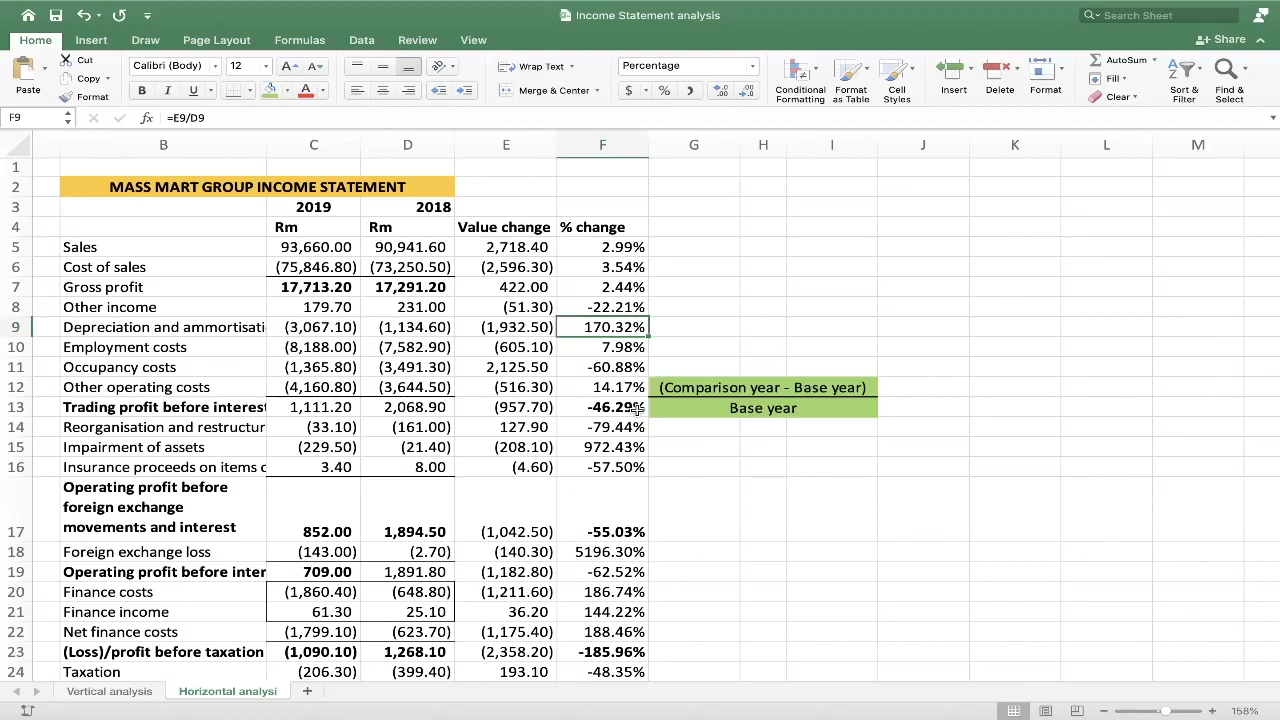 Income Statement analysis
Search Sheet
Home Insert Draw Page Layout Formulas Data Review View Share
Paste Cut Copy Format
Calibri (Body) 12 A A
B I U A
Wrap Text Merge & Center
Percentage
$ %
Conditional Formatting Format as Table Cell Styles
Insert Delete Format
AutoSum Fill Clear
Sort & Filter Find & Select
F9 fx =E9/D9
B C D E F G H I J K L M
1
2 MASS MART GROUP INCOME STATEMENT
3 2019 2018
4 Rm Rm Value change % change
5 Sales 93,660.00 90,941.60 2,718.40 2.99%
6 Cost of sales (75,846.80) (73,250.50) (2,596.30) 3.54%
7 Gross profit 17,713.20 17,291.20 422.00 2.44%
8 Other income 179.70 231.00 (51.30) -22.21%
9 Depreciation and ammortisati (3,067.10) (1,134.60) (1,932.50) 170.32%
10 Employment costs (8,188.00) (7,582.90) (605.10) 7.98%
11 Occupancy costs (1,365.80) (3,491.30) 2,125.50 -60.88%
12 Other operating costs (4,160.80) (3,644.50) (516.30) 14.17% (Comparison year - Base year)
13 Trading profit before interest 1,111.20 2,068.90 (957.70) -46.29% Base year
14 Reorganisation and restructur (33.10) (161.00) 127.90 -79.44%
15 Impairment of assets (229.50) (21.40) (208.10) 972.43%
16 Insurance proceeds on items o 3.40 8.00 (4.60) -57.50%
Operating profit before
foreign exchange
17 movements and interest 852.00 1,894.50 (1,042.50) -55.03%
18 Foreign exchange loss (143.00) (2.70) (140.30) 5196.30%
19 Operating profit before inter 709.00 1,891.80 (1,182.80) -62.52%
20 Finance costs (1,860.40) (648.80) (1,211.60) 186.74%
21 Finance income 61.30 25.10 36.20 144.22%
22 Net finance costs (1,799.10) (623.70) (1,175.40) 188.46%
23 (Loss)/profit before taxation (1,090.10) 1,268.10 (2,358.20) -185.96%
24 Taxation (206.30) (399.40) 193.10 -48.35%
Vertical analysis Horizontal analysi +
158%